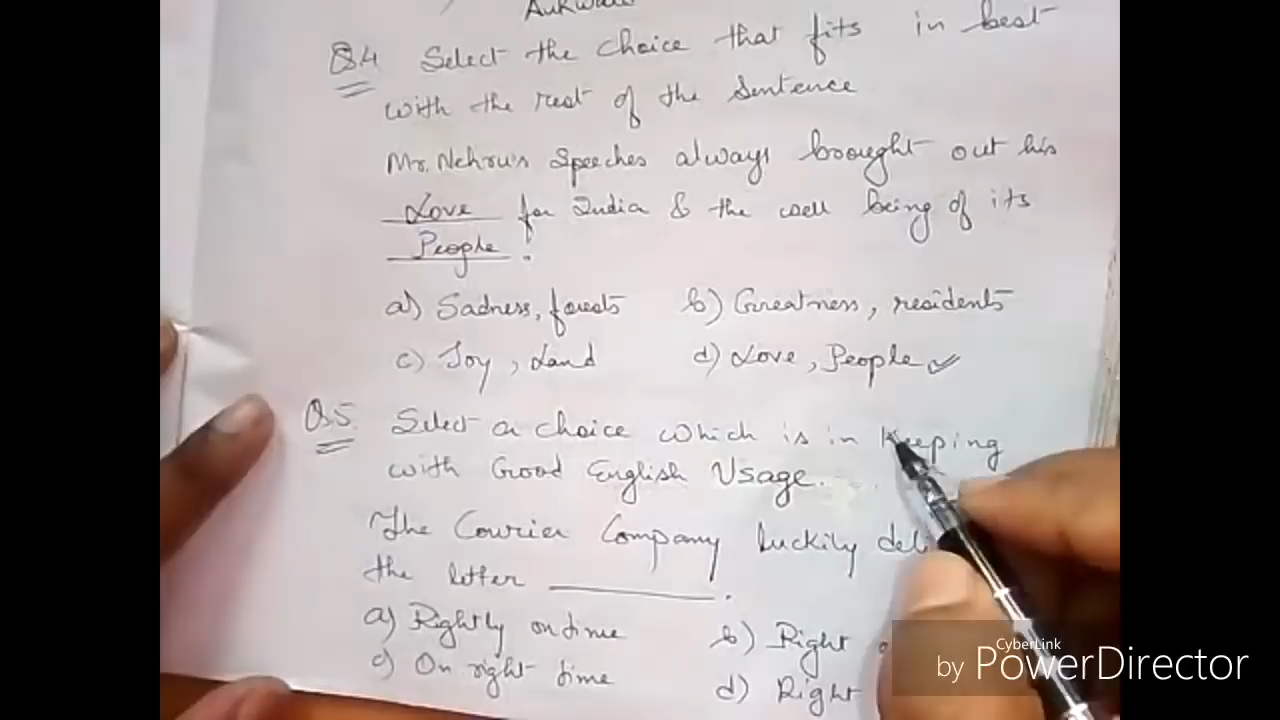 Q.4 Select the choice that fits in best
with the rest of the sentence
Mr. Nehru's Speeches always brought out his
Love for India & the well being of its
People.
a) Sadness, forests b) Greatness, residents
c) Joy, Land d) Love, People ✓
Q.5. Select a choice which is in keeping
with Good English Usage.
The Courier Company luckily
the letter ________.
a) Rightly on time b) Right
c) On right time d) Right
CyberLink
by PowerDirector